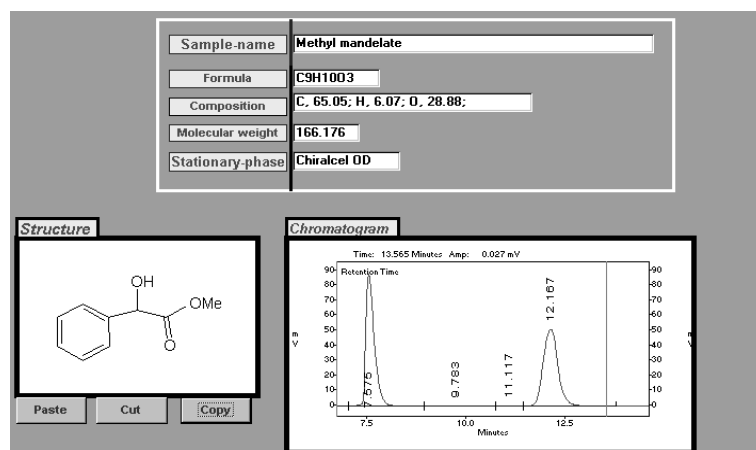 Sample-name Methyl mandelate
Formula C9H10O3
Composition C, 65.05; H, 6.07; O, 28.88;
Molecular weight 166.176
Stationary-phase Chiralcel OD
Structure
OH
OMe
O
Paste Cut Copy
Chromatogram
Time: 13.565 Minutes Amp: 0.027 mV
Retention Time
90 90
80 80
70 70
60 60
50 50
40 40
30 30
20 20
10 10
0 0
m V
m V
7.575
9.783
11.117
12.167
7.5 10.0 12.5
Minutes